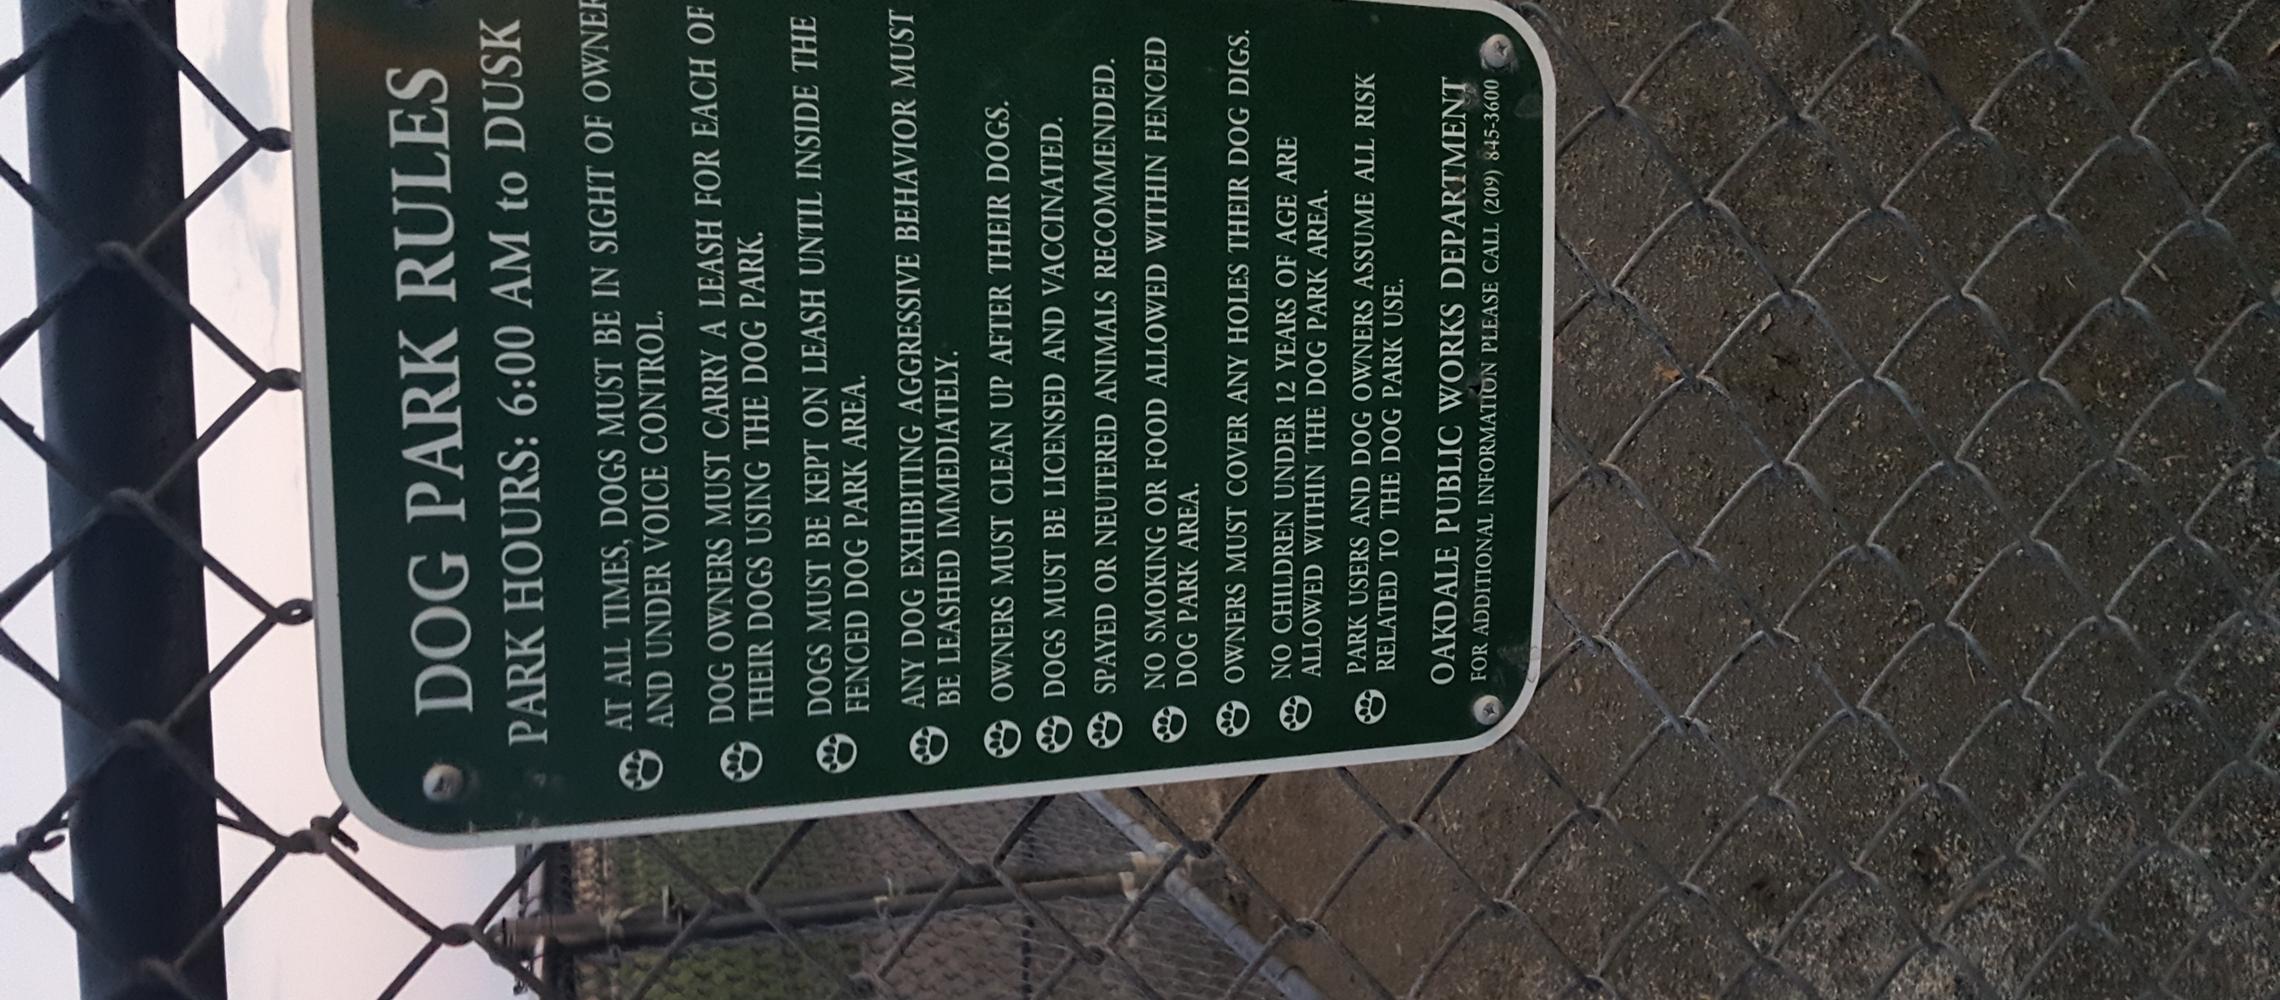 DOG PARK RULES
PARK HOURS: 6:00 AM to DUSK
AT ALL TIMES, DOGS MUST BE IN SIGHT OF OWNER
AND UNDER VOICE CONTROL.
DOG OWNERS MUST CARRY A LEASH FOR EACH OF
THEIR DOGS USING THE DOG PARK.
DOGS MUST BE KEPT ON LEASH UNTIL INSIDE THE
FENCED DOG PARK AREA.
ANY DOG EXHIBITING AGGRESSIVE BEHAVIOR MUST
BE LEASHED IMMEDIATELY.
OWNERS MUST CLEAN UP AFTER THEIR DOGS.
DOGS MUST BE LICENSED AND VACCINATED.
SPAYED OR NEUTERED ANIMALS RECOMMENDED.
NO SMOKING OR FOOD ALLOWED WITHIN FENCED
DOG PARK AREA.
OWNERS MUST COVER ANY HOLES THEIR DOG DIGS.
NO CHILDREN UNDER 12 YEARS OF AGE ARE
ALLOWED WITHIN THE DOG PARK AREA.
PARK USERS AND DOG OWNERS ASSUME ALL RISK
RELATED TO THE DOG PARK USE.
OAKDALE PUBLIC WORKS DEPARTMENT
FOR ADDITIONAL INFORMATION PLEASE CALL (209) 845-3600